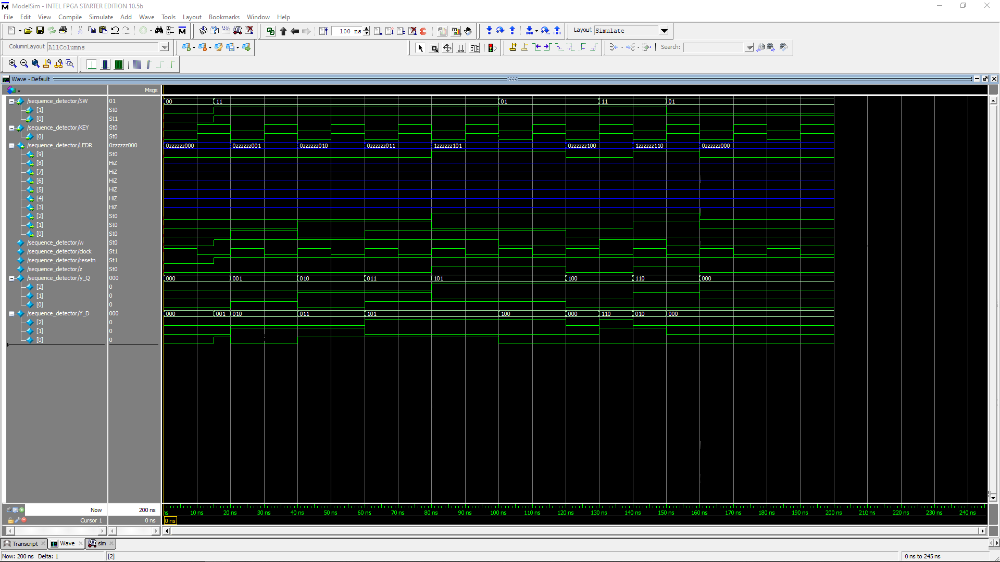 ModelSim - INTEL FPGA STARTER EDITION 10.5b
File Edit View Compile Simulate Add Wave Tools Layout Bookmarks Window Help
100 ns
Layout Simulate
ColumnLayout AllColumns
Search:
Wave - Default
Msgs
/sequence_detector/SW 01 00 11 01 11 01
[1] St0
[0] St1
/sequence_detector/KEY St0
[0] St0
/sequence_detector/LEDR 0zzzzzz000 0zzzzzz000 0zzzzzz001 0zzzzzz010 0zzzzzz011 1zzzzzz101 0zzzzzz100 1zzzzzz110 0zzzzzz000
[9] St0
[8] HiZ
[7] HiZ
[6] HiZ
[5] HiZ
[4] HiZ
[3] HiZ
[2] St0
[1] St0
[0] St0
/sequence_detector/w St0
/sequence_detector/clock St1
/sequence_detector/resetn St1
/sequence_detector/z St0
/sequence_detector/y_Q 000 000 001 010 011 101 100 110 000
[2] 0
[1] 0
[0] 0
/sequence_detector/Y_D 000 000 001 010 011 101 100 000 110 010 000
[2] 0
[1] 0
[0] 0
Now 200 ns ns 10 ns 20 ns 30 ns 40 ns 50 ns 60 ns 70 ns 80 ns 90 ns 100 ns 110 ns 120 ns 130 ns 140 ns 150 ns 160 ns 170 ns 180 ns 190 ns 200 ns 210 ns 220 ns 230 ns 240 ns
Cursor 1 0 ns 0 ns
Transcript Wave sim
Now: 200 ns Delta: 1 [2] 0 ns to 245 ns